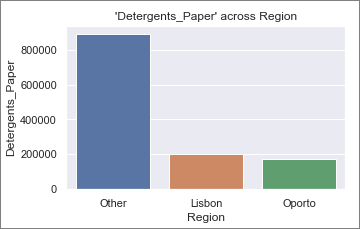 'Detergents_Paper' across Region
Detergents_Paper
800000
600000
400000
200000
0
Other Lisbon Oporto
Region